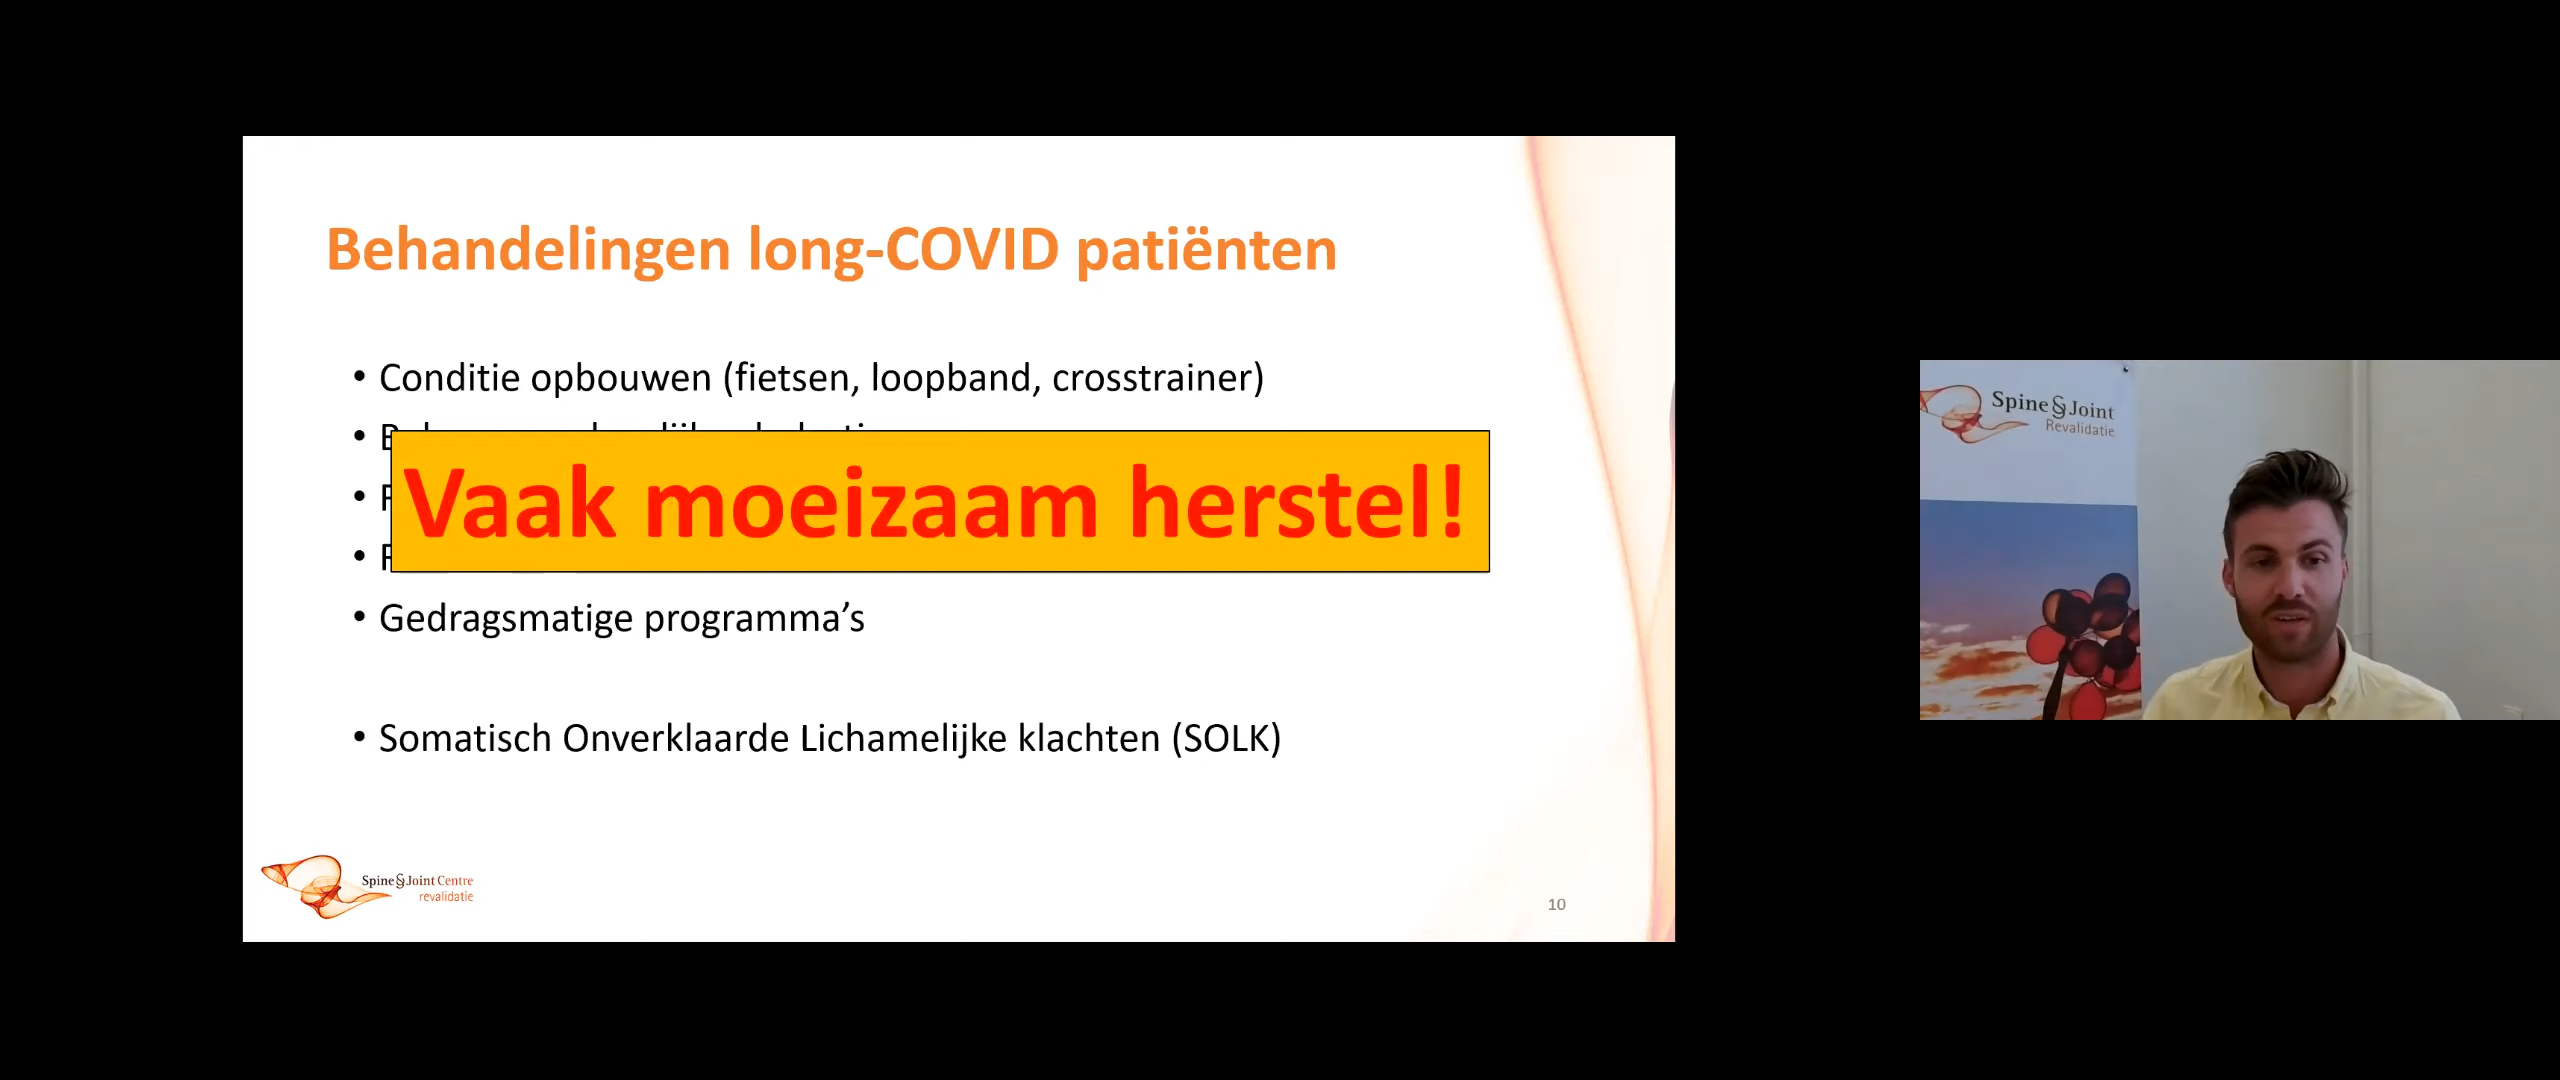 Behandelingen long-COVID patiënten
• Conditie opbouwen (fietsen, loopband, crosstrainer)
Vaak moeizaam herstel!
• Gedragsmatige programma’s
• Somatisch Onverklaarde Lichamelijke klachten (SOLK)
Spine&Joint Centre
revalidatie
10
Spine&Joint
Revalidatie